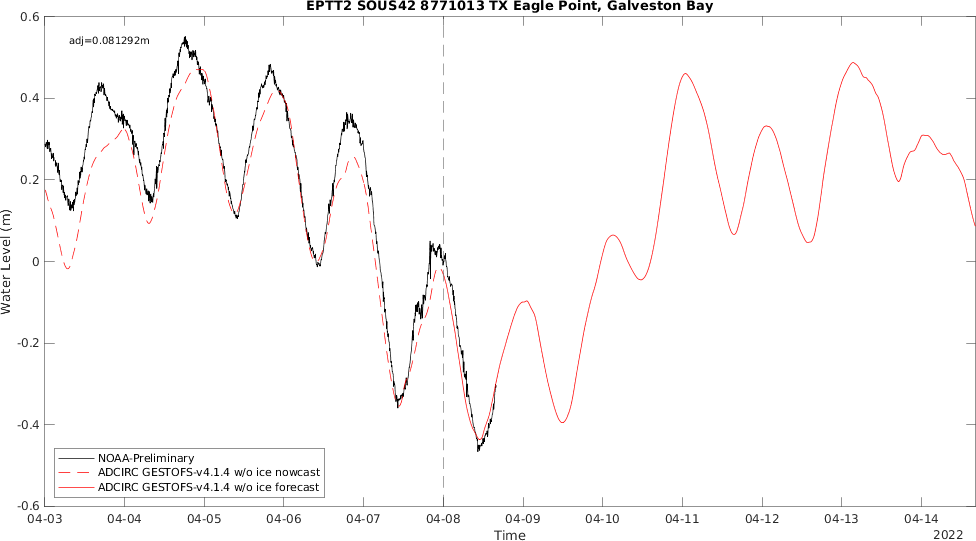 EPTT2 SOUS42 8771013 TX Eagle Point, Galveston Bay
adj=0.081292m
0.6
0.4
0.2
0
-0.2
-0.4
-0.6
Water Level (m)
NOAA-Preliminary
ADCIRC GESTOFS-v4.1.4 w/o ice nowcast
ADCIRC GESTOFS-v4.1.4 w/o ice forecast
04-03 04-04 04-05 04-06 04-07 04-08 04-09 04-10 04-11 04-12 04-13 04-14
Time
2022